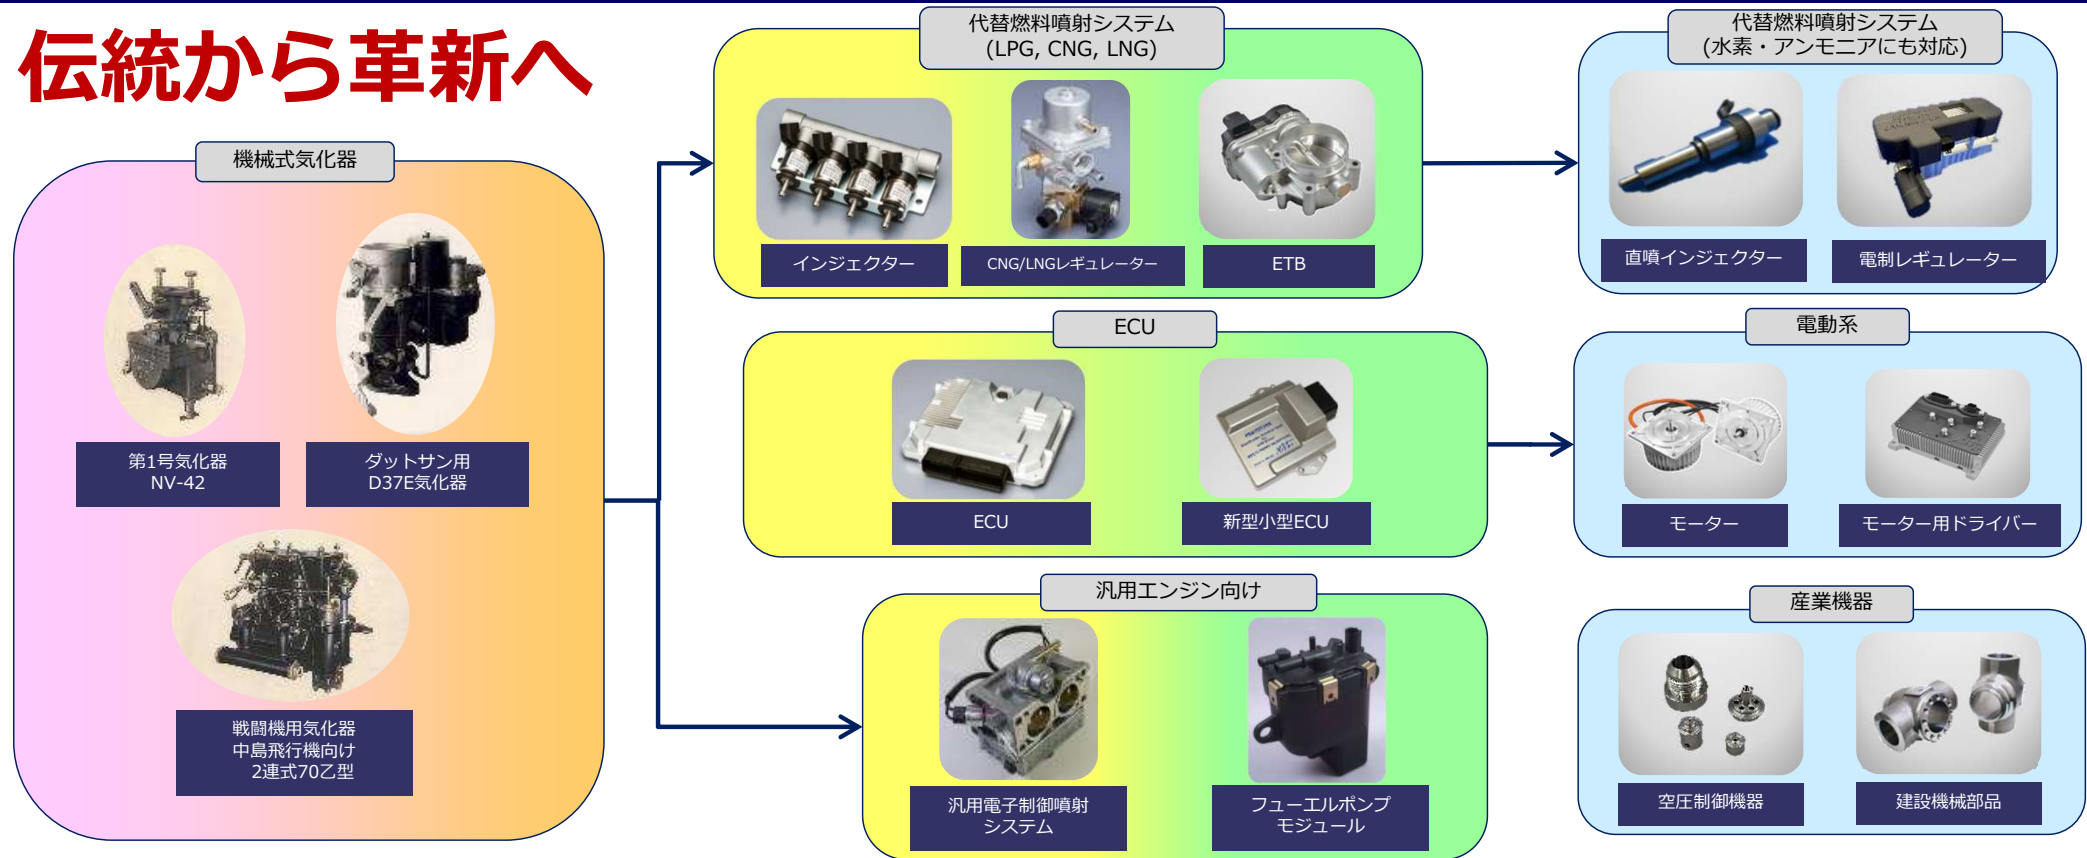 伝統から革新へ
機械式気化器
第1号気化器
NV-42
ダットサン用
D37E気化器
戦闘機用気化器
中島飛行機向け
2連式70乙型
代替燃料噴射システム
(LPG, CNG, LNG)
インジェクター
CNG/LNGレギュレーター
ETB
ECU
ECU
新型小型ECU
汎用エンジン向け
汎用電子制御噴射
システム
フューエルポンプ
モジュール
代替燃料噴射システム
(水素・アンモニアにも対応)
直噴インジェクター
電制レギュレーター
電動系
モーター
モーター用ドライバー
産業機器
空圧制御機器
建設機械部品